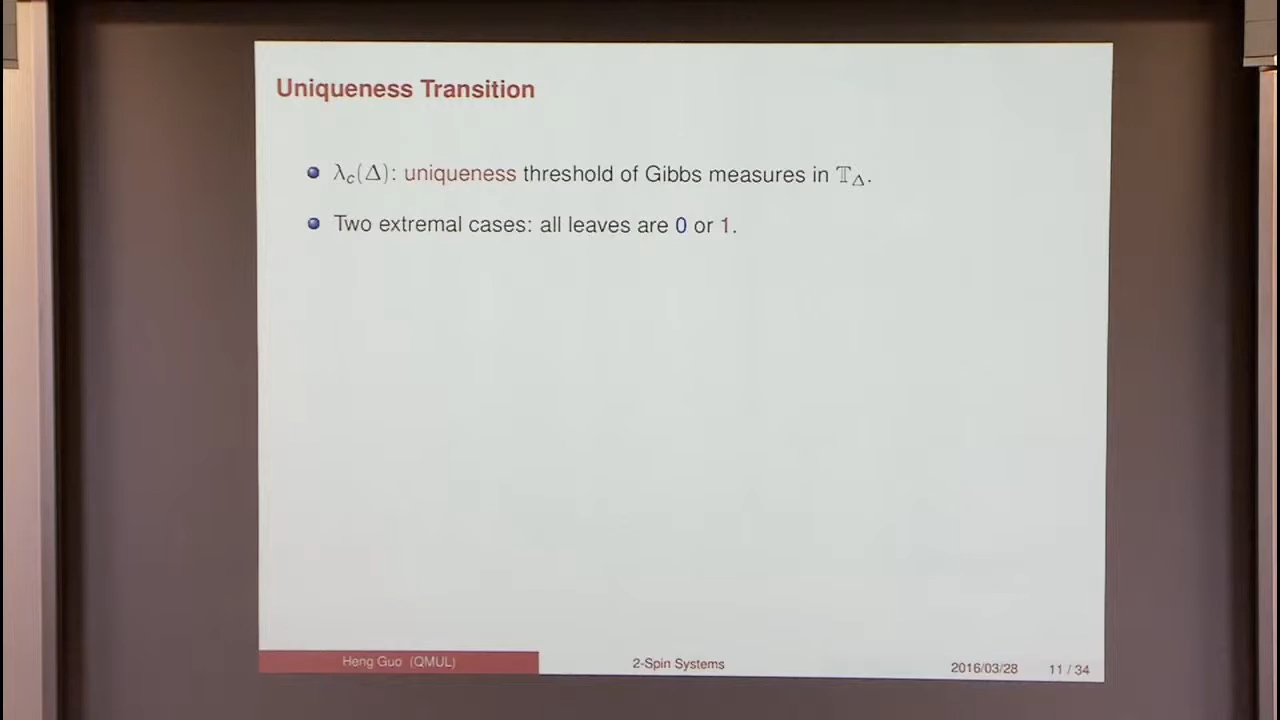 Uniqueness Transition
λc(Δ): uniqueness threshold of Gibbs measures in 𝕋Δ.
Two extremal cases: all leaves are 0 or 1.
Heng Guo (QMUL) 2-Spin Systems 2016/03/28 11 / 34